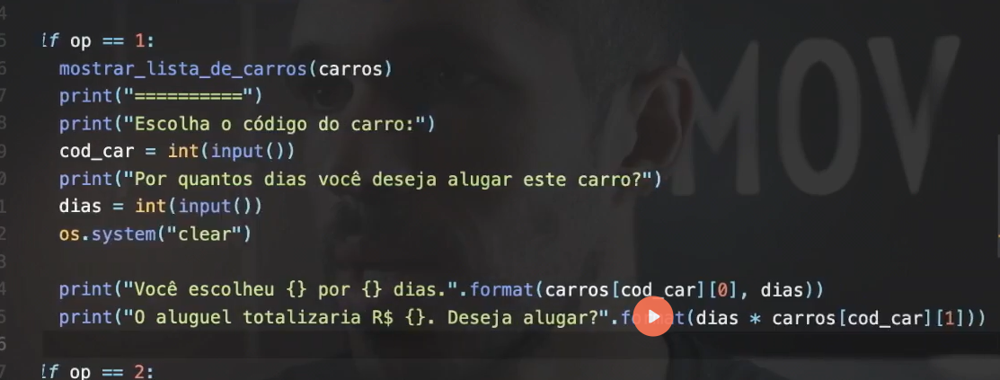 if op == 1:
mostrar_lista_de_carros(carros)
print("==========")
print("Escolha o código do carro:")
cod_car = int(input())
print("Por quantos dias você deseja alugar este carro?")
dias = int(input())
os.system("clear")
print("Você escolheu {} por {} dias.".format(carros[cod_car][0], dias))
print("O aluguel totalizaria R$ {}. Deseja alugar?".format(dias * carros[cod_car][1]))
if op == 2:
MOV